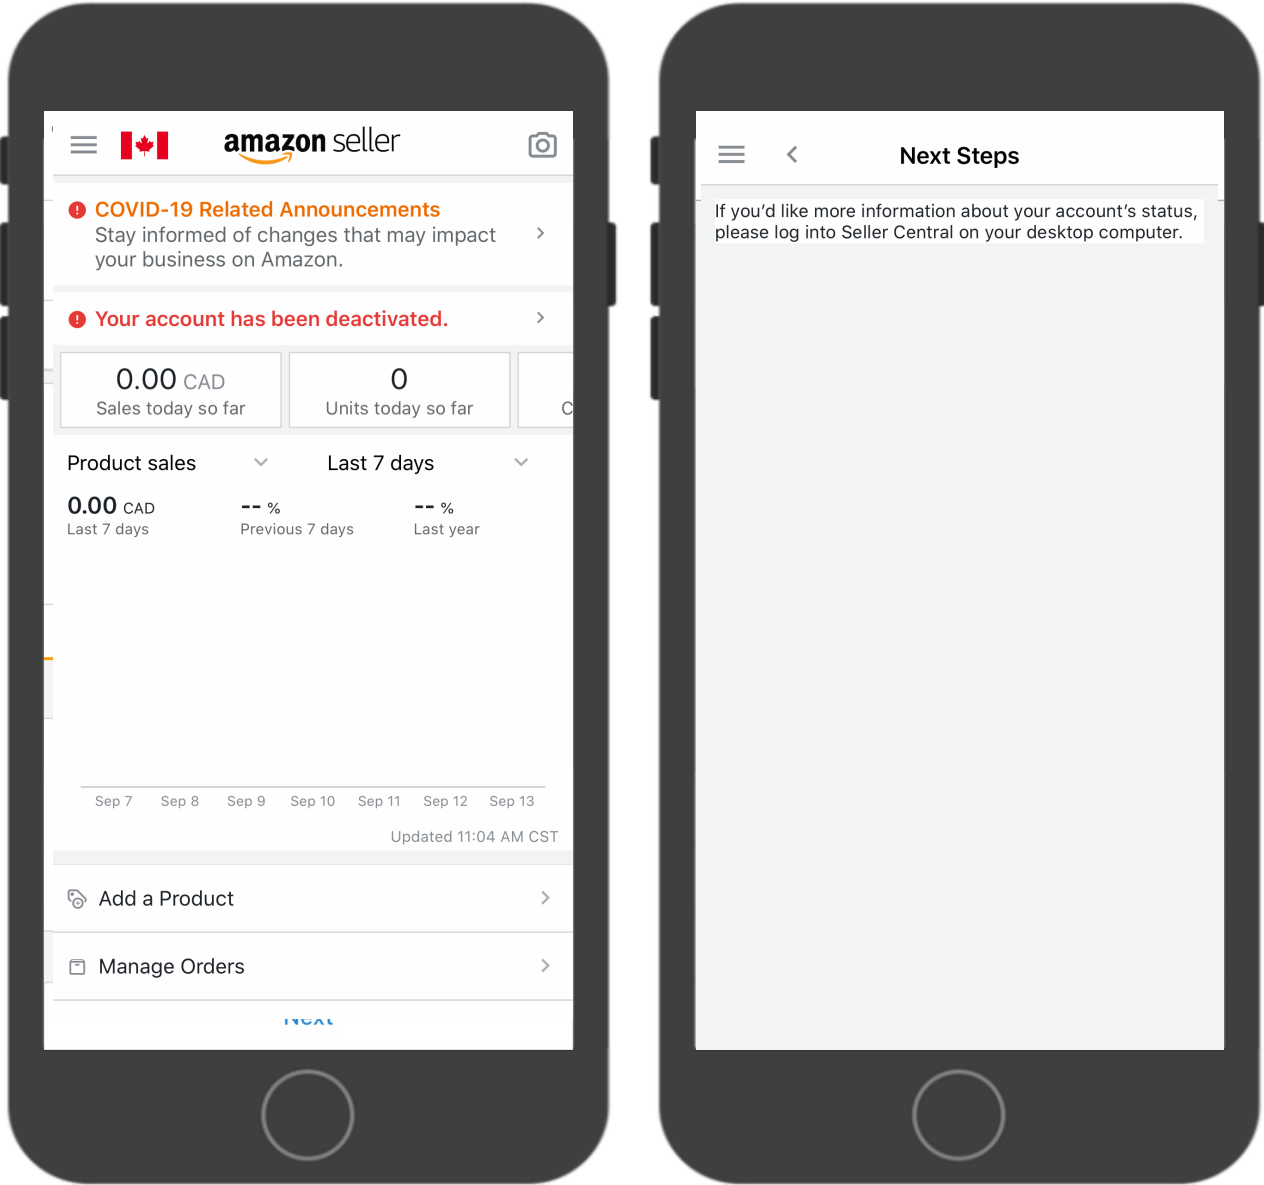 amazon seller
COVID-19 Related Announcements
Stay informed of changes that may impact
your business on Amazon.
Your account has been deactivated.
0.00 CAD
Sales today so far
0
Units today so far
C
Product sales
Last 7 days
0.00 CAD
Last 7 days
-- %
Previous 7 days
-- %
Last year
Sep 7 Sep 8 Sep 9 Sep 10 Sep 11 Sep 12 Sep 13
Updated 11:04 AM CST
Add a Product
Manage Orders
Next
Next Steps
If you’d like more information about your account’s status,
please log into Seller Central on your desktop computer.